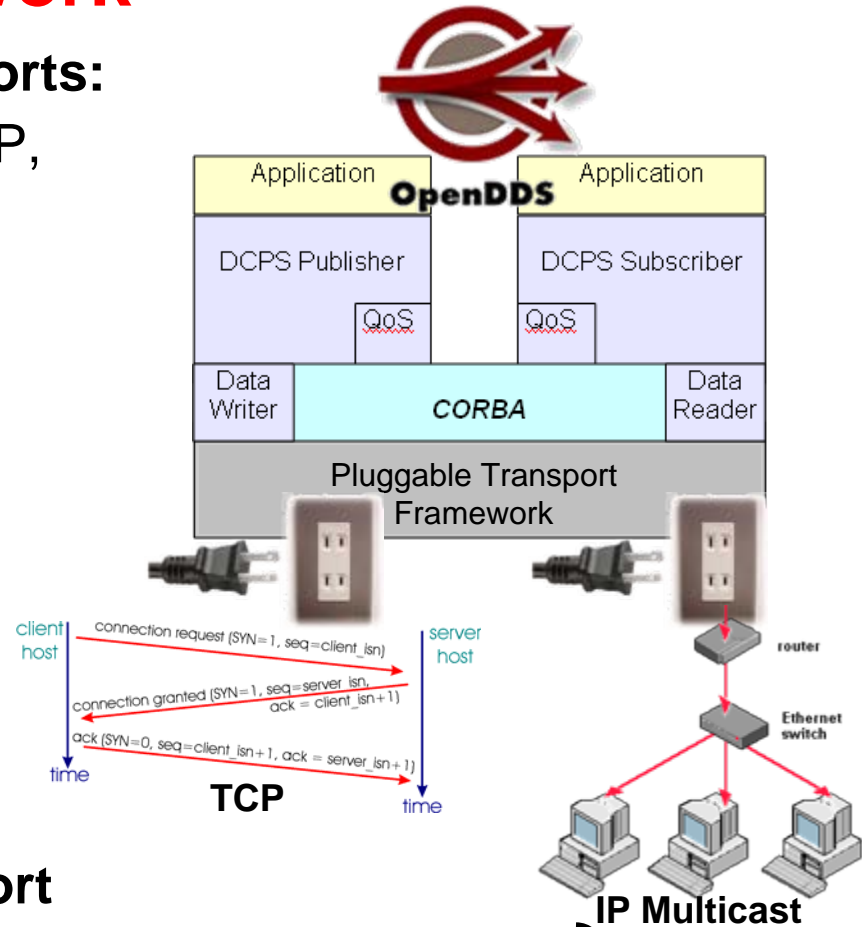 orts:
P,
Application
OpenDDS
Application
DCPS Publisher
DCPS Subscriber
QoS
QoS
Data
Writer
CORBA
Data
Reader
Pluggable Transport
Framework
client
host
connection request (SYN=1, seq=client_isn)
server
host
connection granted (SYN=1, seq=server_isn,
ack = client_isn+1)
ack (SYN=0, seq=client_isn+1, ack = server_isn+1)
time
TCP
time
router
Ethernet
switch
ort
IP Multicast